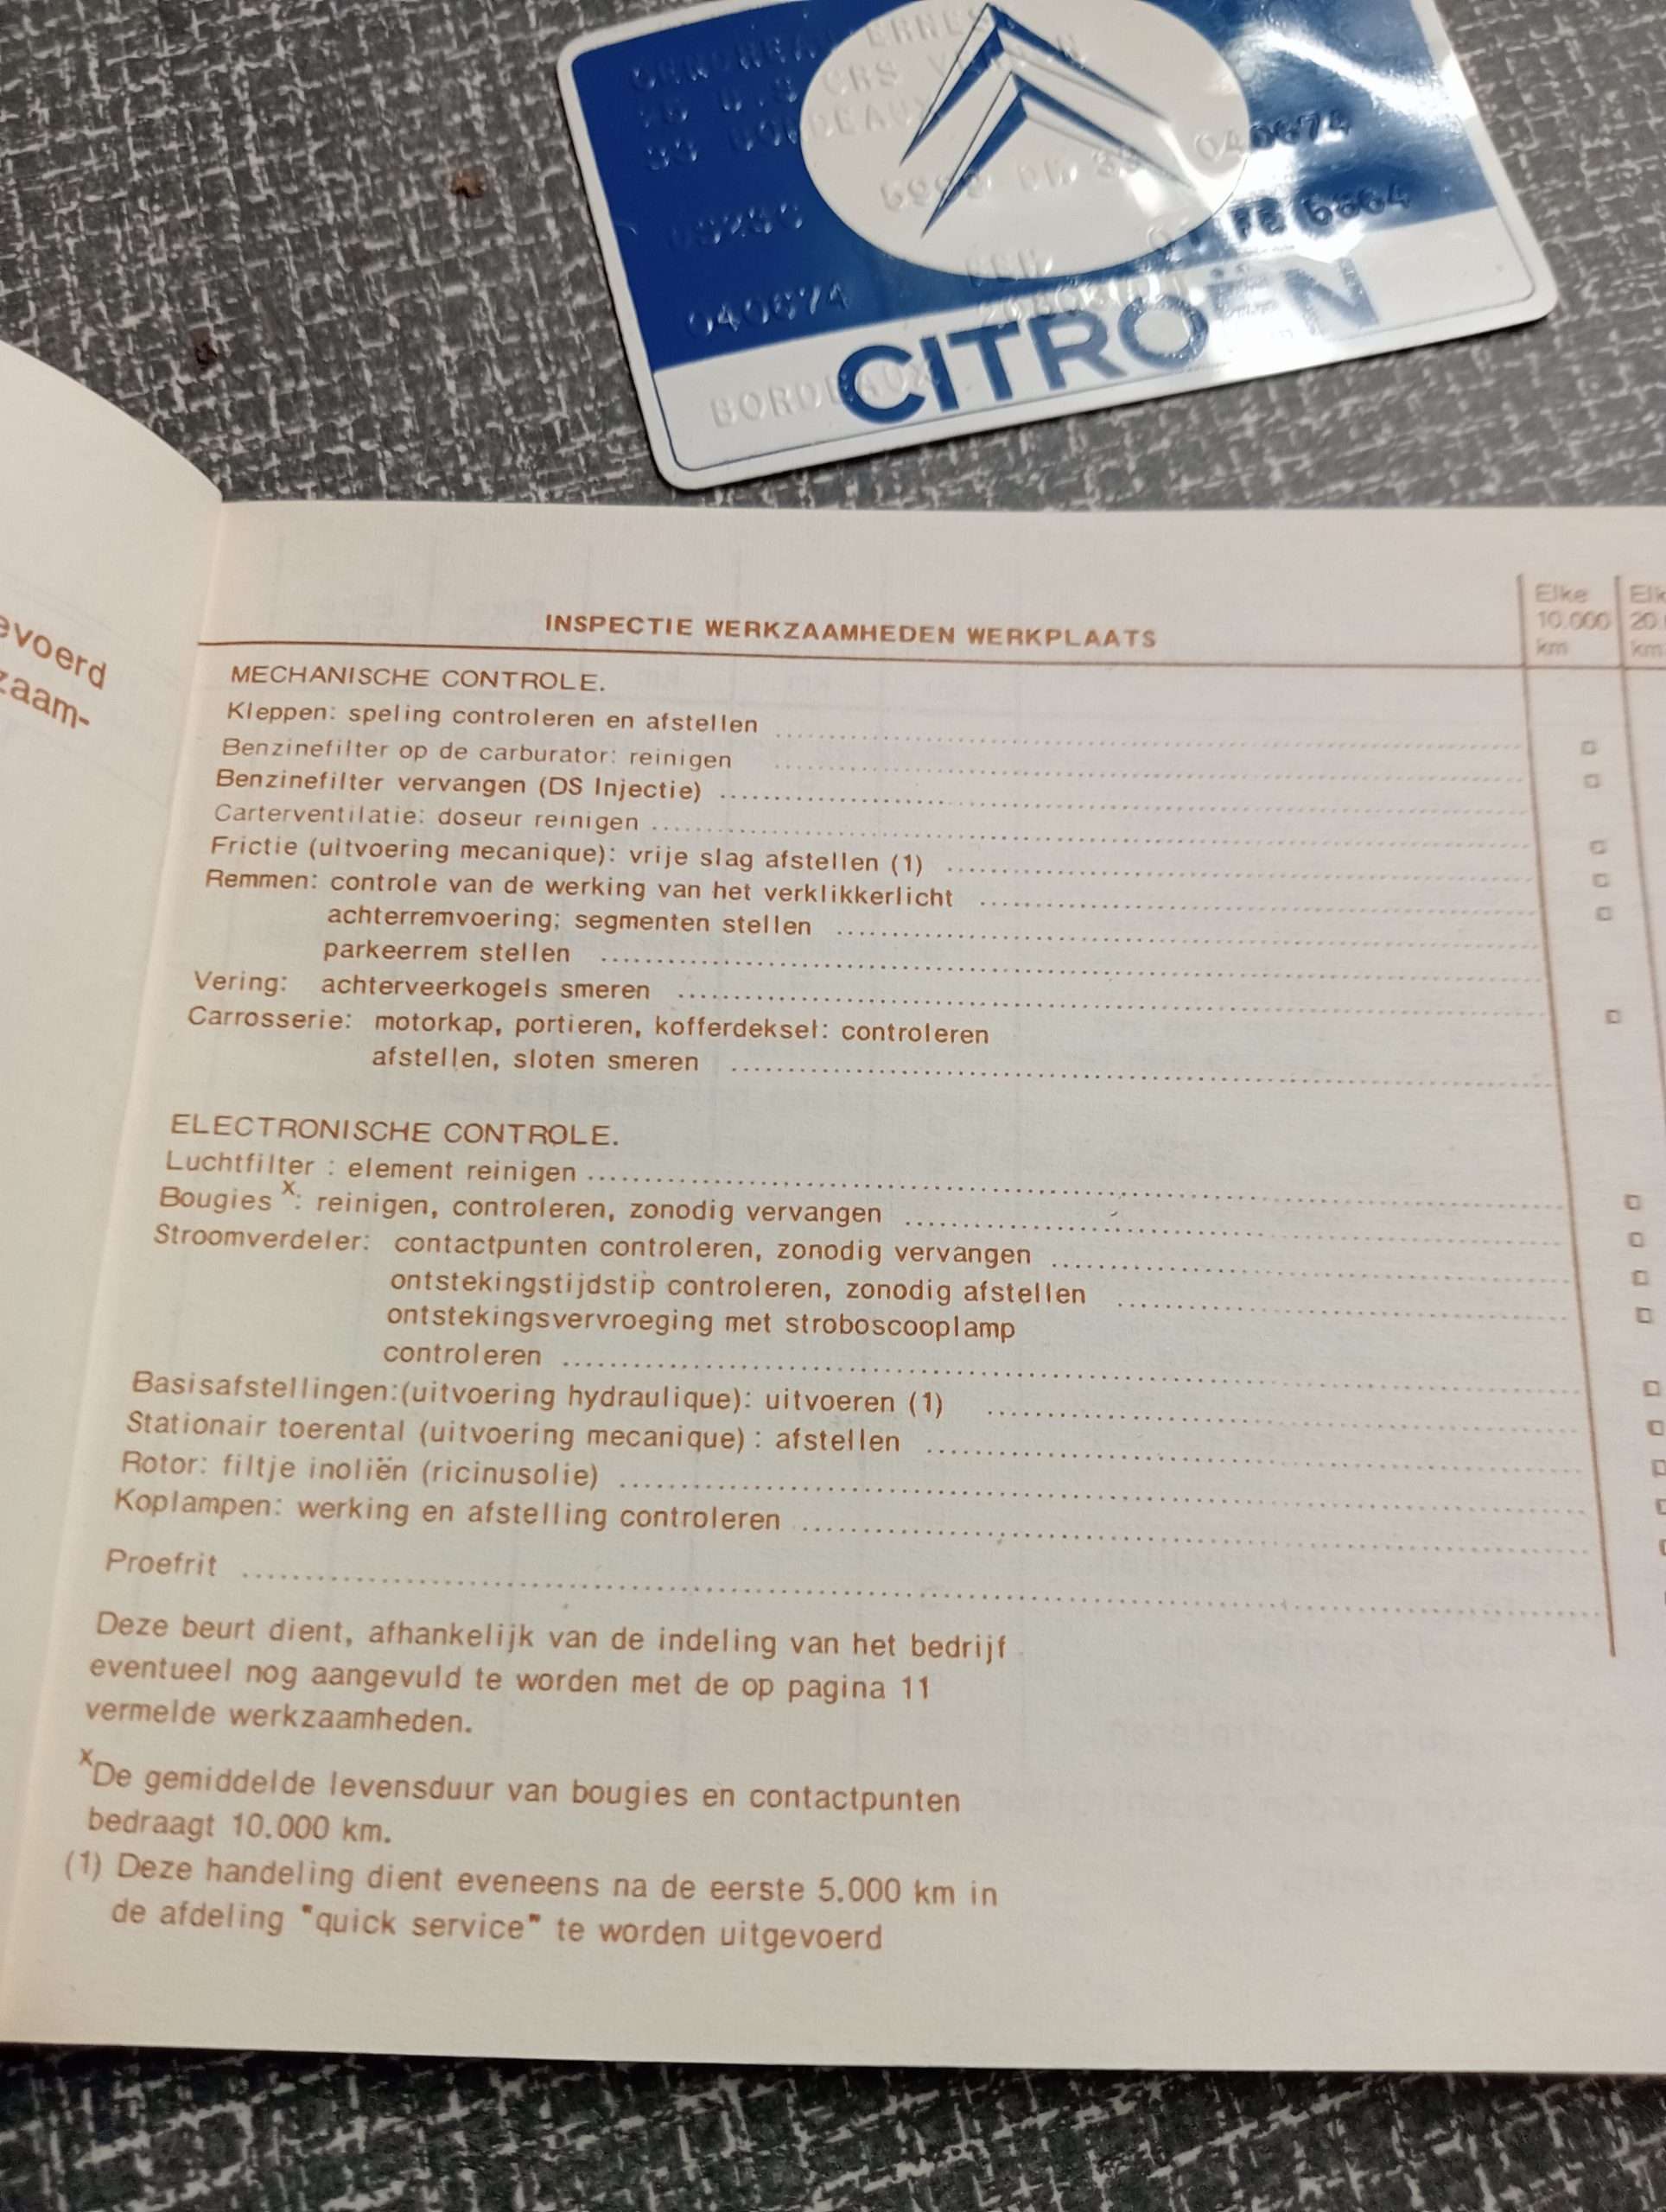 33 BORDEAUX
040674
040674
BORDEAUX
CITROËN
evoerd
zaam-
INSPECTIE WERKZAAMHEDEN WERKPLAATS
Elke
10.000
km
MECHANISCHE CONTROLE.
Kleppen: speling controleren en afstellen
Benzinefilter op de carburator: reinigen
Benzinefilter vervangen (DS Injectie)
Carterventilatie: doseur reinigen
Frictie (uitvoering mecanique): vrije slag afstellen (1)
Remmen: controle van de werking van het verklikkerlicht
achterremvoering; segmenten stellen
parkeerrem stellen
Vering: achterveerkogels smeren
Carrosserie: motorkap, portieren, kofferdeksel: controleren
afstellen, sloten smeren
ELECTRONISCHE CONTROLE.
Luchtfilter : element reinigen
Bougies x: reinigen, controleren, zonodig vervangen
Stroomverdeler: contactpunten controleren, zonodig vervangen
ontstekingstijdstip controleren, zonodig afstellen
ontstekingsvervroeging met stroboscooplamp
controleren
Basisafstellingen:(uitvoering hydraulique): uitvoeren (1)
Stationair toerental (uitvoering mecanique) : afstellen
Rotor: filtje inoliën (ricinusolie)
Koplampen: werking en afstelling controleren
Proefrit
Deze beurt dient, afhankelijk van de indeling van het bedrijf
eventueel nog aangevuld te worden met de op pagina 11
vermelde werkzaamheden.
x De gemiddelde levensduur van bougies en contactpunten
bedraagt 10.000 km.
(1) Deze handeling dient eveneens na de eerste 5.000 km in
de afdeling "quick service" te worden uitgevoerd